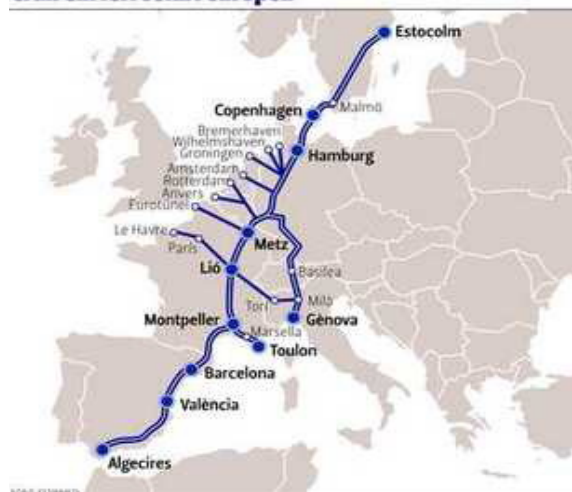 Estocolm
Malmö
Copenhagen
Bremerhaven
Wilhelmshaven
Groningen
Hamburg
Amsterdam
Rotterdam
Anvers
Eurotúnel
Le Havre
París
Metz
Lió
Basilea
Torí
Milà
Gènova
Montpeller
Marsella
Toulon
Barcelona
València
Algecires